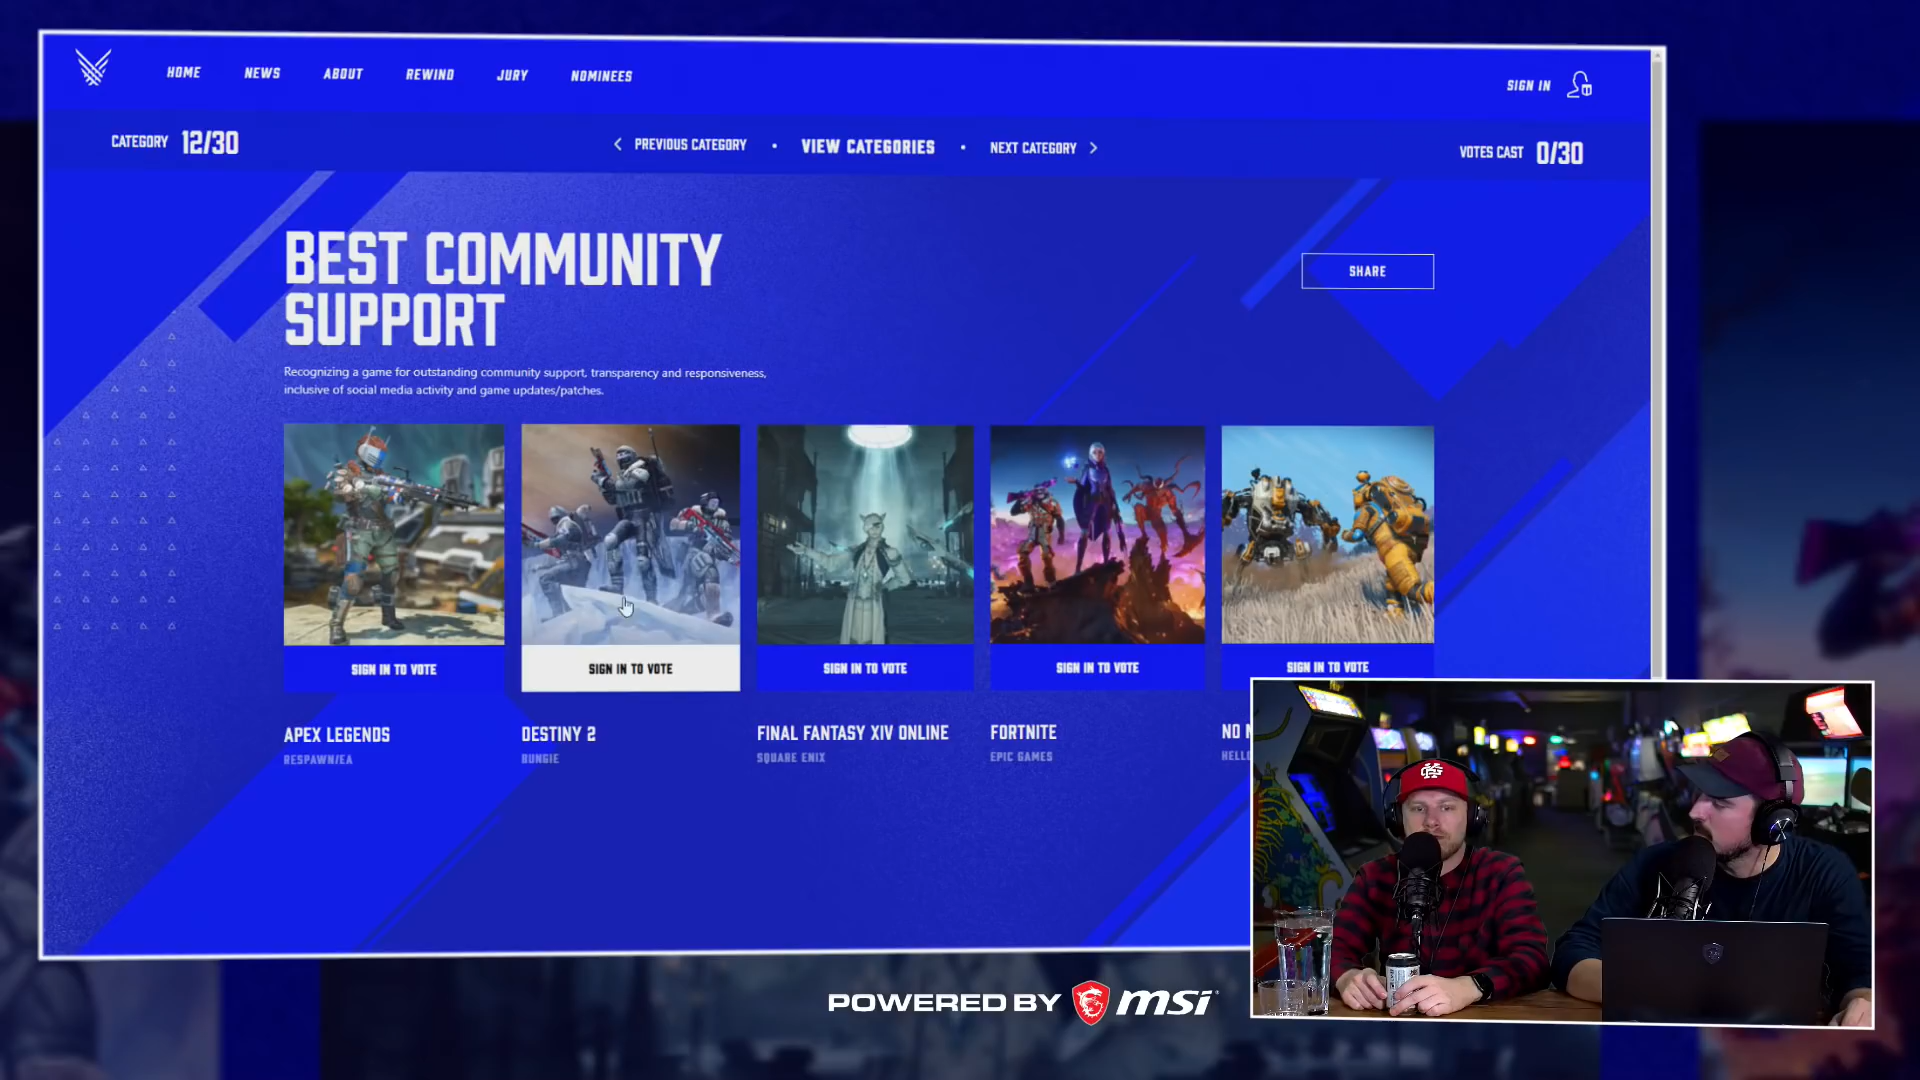 HOME NEWS ABOUT REWIND JURY NOMINEES SIGN IN
CATEGORY 12/30 PREVIOUS CATEGORY • VIEW CATEGORIES • NEXT CATEGORY VOTES CAST 0/30
BEST COMMUNITY
SUPPORT
SHARE
Recognizing a game for outstanding community support, transparency and responsiveness,
inclusive of social media activity and game updates/patches.
SIGN IN TO VOTE SIGN IN TO VOTE SIGN IN TO VOTE SIGN IN TO VOTE SIGN IN TO VOTE
APEX LEGENDS DESTINY 2 FINAL FANTASY XIV ONLINE FORTNITE NO
RESPAWN/EA BUNGIE SQUARE ENIX EPIC GAMES HELL
POWERED BY msi